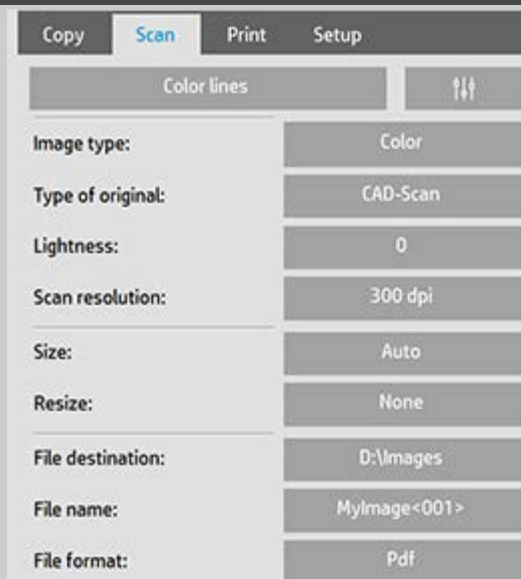 Copy Scan Print Setup
Color lines
Image type: Color
Type of original: CAD-Scan
Lightness: 0
Scan resolution: 300 dpi
Size: Auto
Resize: None
File destination: D:\Images
File name: MyImage<001>
File format: Pdf